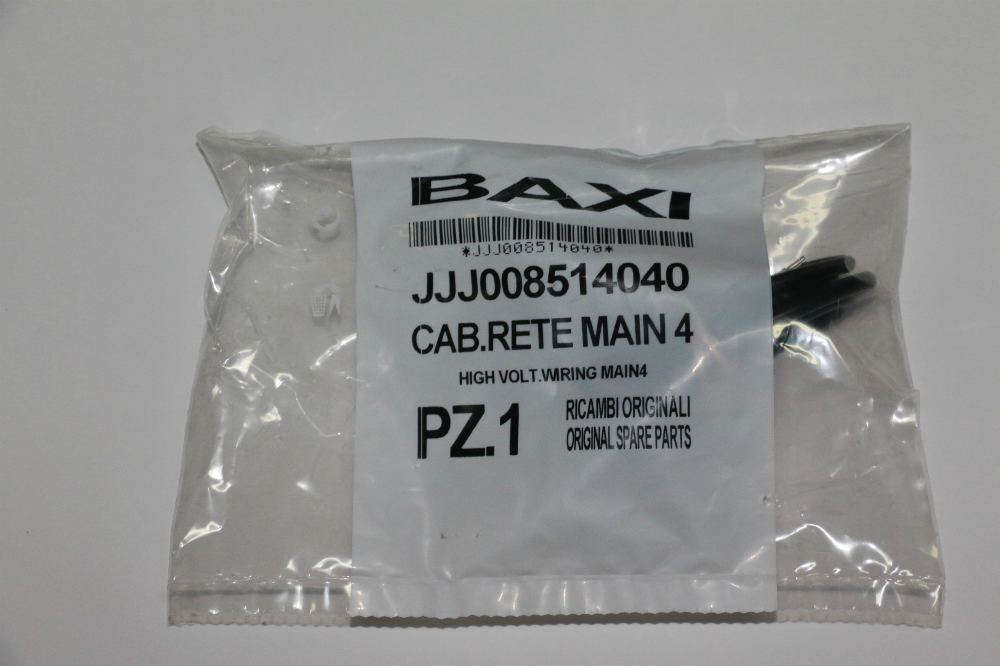 BAXI
*JJJ008514040*
JJJ008514040
CAB.RETE MAIN 4
HIGH VOLT.WIRING MAIN4
PZ.1
RICAMBI ORIGINALI
ORIGINAL SPARE PARTS